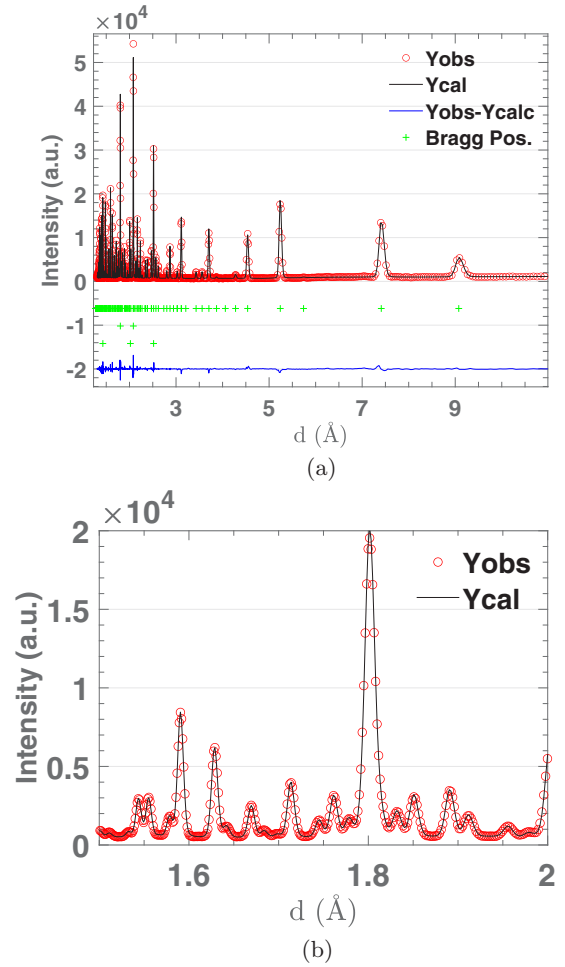 ×10⁴
Yobs
Ycal
Yobs-Ycalc
Bragg Pos.
Intensity (a.u.)
5
4
3
2
1
0
-1
-2
3 5 7 9
d (Å)
(a)
×10⁴
Yobs
Ycal
Intensity (a.u.)
2
1.5
1
0.5
0
1.6 1.8 2
d (Å)
(b)